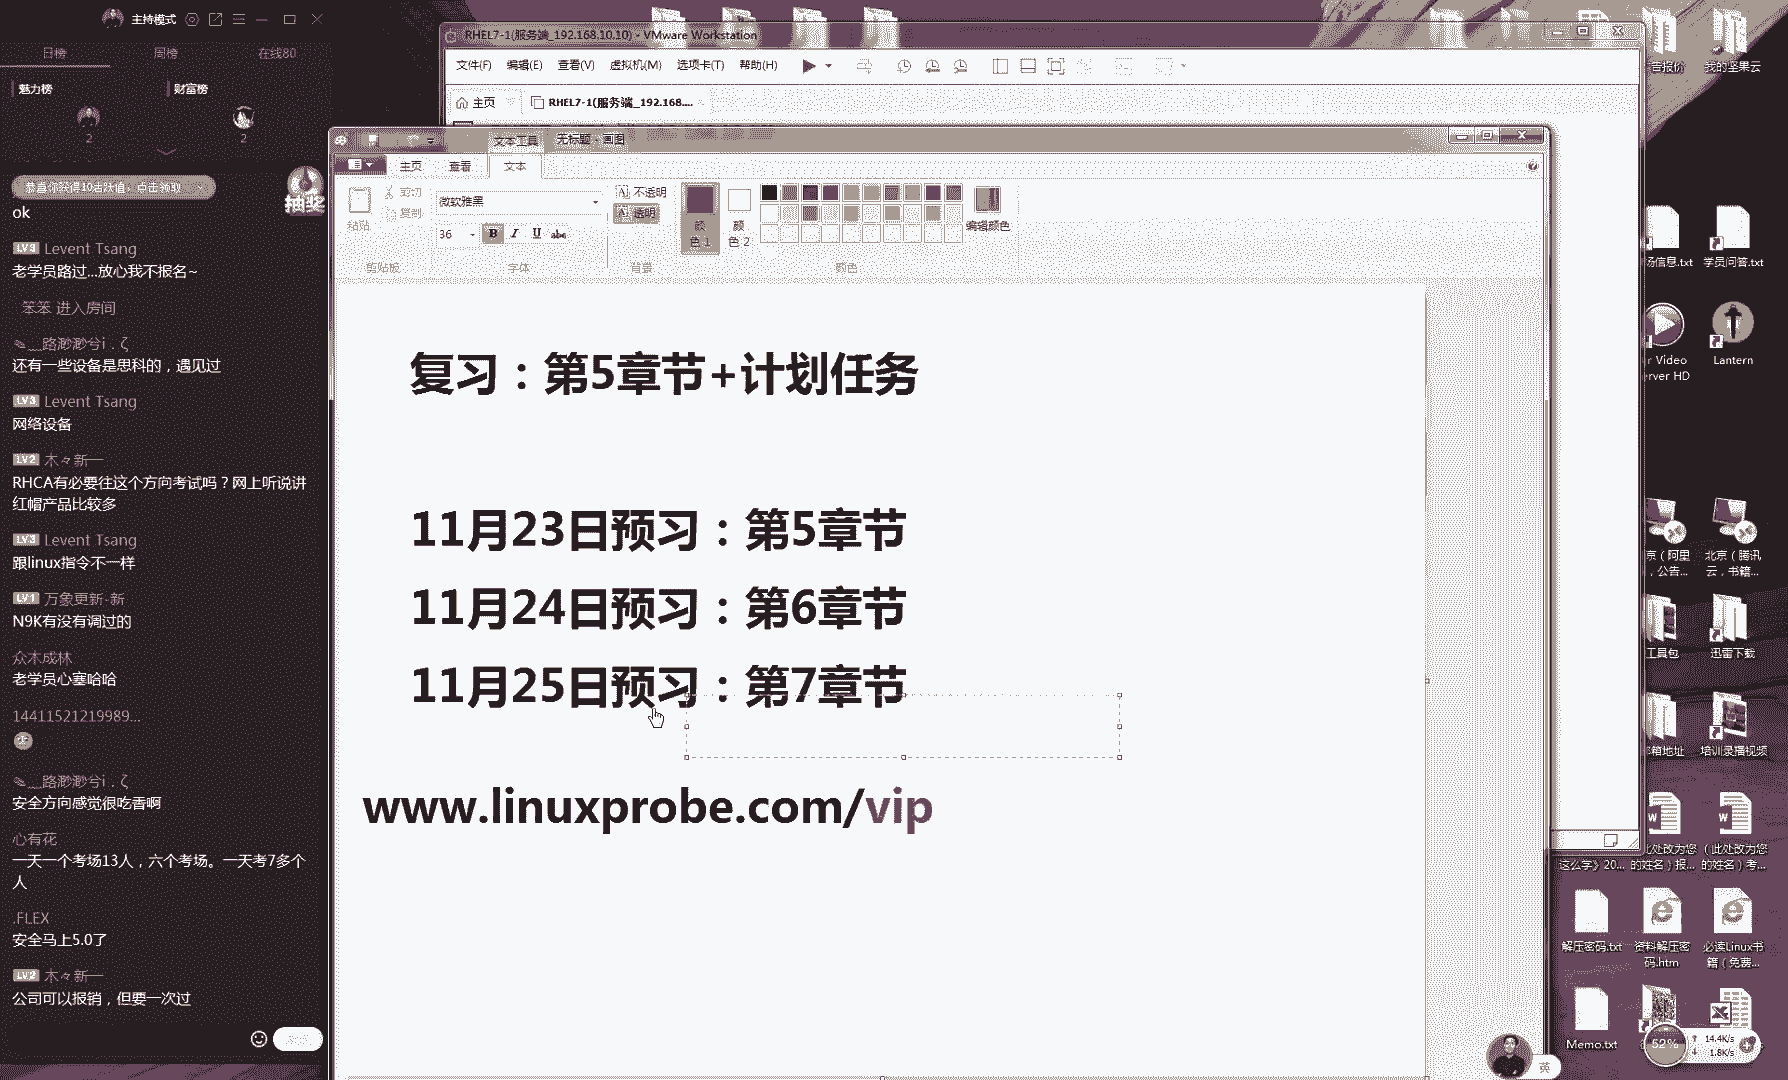 主持模式
日榜
周榜
在线80
魅力榜
财富榜
2
2
恭喜你获得10活跃值，点击领取
抽奖
ok
LV3 Levent Tsang
老学员路过...放心我不报名~
笨笨 进入房间
路渺渺兮i . ζ
还有一些设备是思科的，遇见过
LV3 Levent Tsang
网络设备
LV2 木々新一
RHCA有必要往这个方向考试吗？网上听说讲
红帽产品比较多
LV3 Levent Tsang
跟linux指令不一样
LV1 万象更新-新
N9K有没有调过的
众木成林
老学员心塞哈哈
14411521219989...
路渺渺兮i . ζ
安全方向感觉很吃香啊
心有花
一天一个考场13人，六个考场。一天考7多个
人
.FLEX
安全马上5.0了
LV2 木々新一
公司可以报销，但要一次过
RHEL7-1(服务端_192.168.10.10) - VMware Workstation
文件(F) 编辑(E) 查看(V) 虚拟机(M) 选项卡(T) 帮助(H)
主页
RHEL7-1(服务端_192.168....
文本工具
无标题 - 画图
主页 查看 文本
粘贴
剪切
复制
剪贴板
微软雅黑
36
B I U abc
字体
不透明
透明
背景
颜
色 1
颜
色 2
颜色
编辑颜色
复习：第5章节+计划任务
11月23日预习：第5章节
11月24日预习：第6章节
11月25日预习：第7章节
www.linuxprobe.com/vip
告报价
我的坚果云
场信息.txt
学员问答.txt
r Video
erver HD
Lantern
京（阿里
，公告...
北京（腾讯
云，书籍...
工具包
迅雷下载
邮箱地址
培训录播视频
这么学》20...
此处改为您
的姓名）报...
（此处改为您
的姓名）考...
解压密码.txt
资料解压密
码.htm
必读Linux书
籍（免费...
Memo.txt
52%
14.4K/s
1.8K/s
英